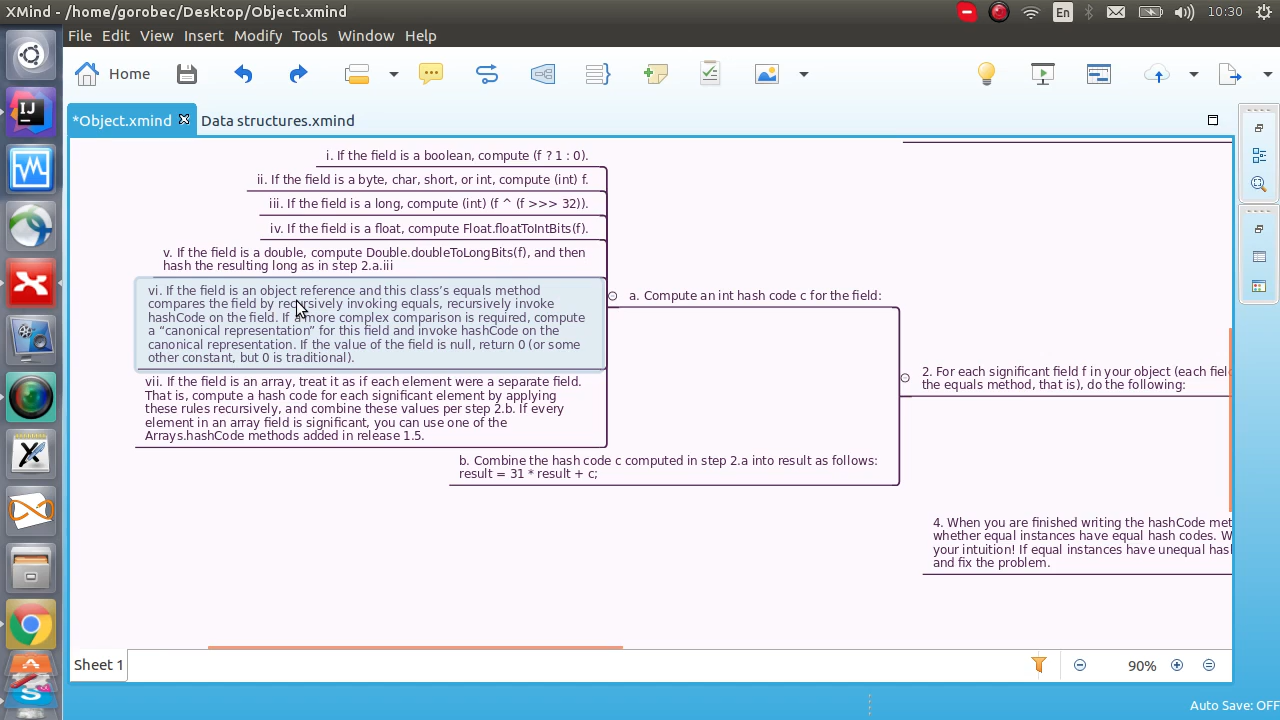 XMind - /home/gorobec/Desktop/Object.xmind
En
10:30
File Edit View Insert Modify Tools Window Help
Home
*Object.xmind
Data structures.xmind
i. If the field is a boolean, compute (f ? 1 : 0).
ii. If the field is a byte, char, short, or int, compute (int) f.
iii. If the field is a long, compute (int) (f ^ (f >>> 32)).
iv. If the field is a float, compute Float.floatToIntBits(f).
v. If the field is a double, compute Double.doubleToLongBits(f), and then
hash the resulting long as in step 2.a.iii
vi. If the field is an object reference and this class’s equals method
compares the field by recursively invoking equals, recursively invoke
hashCode on the field. If a more complex comparison is required, compute
a “canonical representation” for this field and invoke hashCode on the
canonical representation. If the value of the field is null, return 0 (or some
other constant, but 0 is traditional).
vii. If the field is an array, treat it as if each element were a separate field.
That is, compute a hash code for each significant element by applying
these rules recursively, and combine these values per step 2.b. If every
element in an array field is significant, you can use one of the
Arrays.hashCode methods added in release 1.5.
a. Compute an int hash code c for the field:
b. Combine the hash code c computed in step 2.a into result as follows:
result = 31 * result + c;
2. For each significant field f in your object (each
the equals method, that is), do the following:
4. When you are finished writing the hashCode
whether equal instances have equal hash codes.
your intuition! If equal instances have unequal
and fix the problem.
Sheet 1
90%
Auto Save: OFF